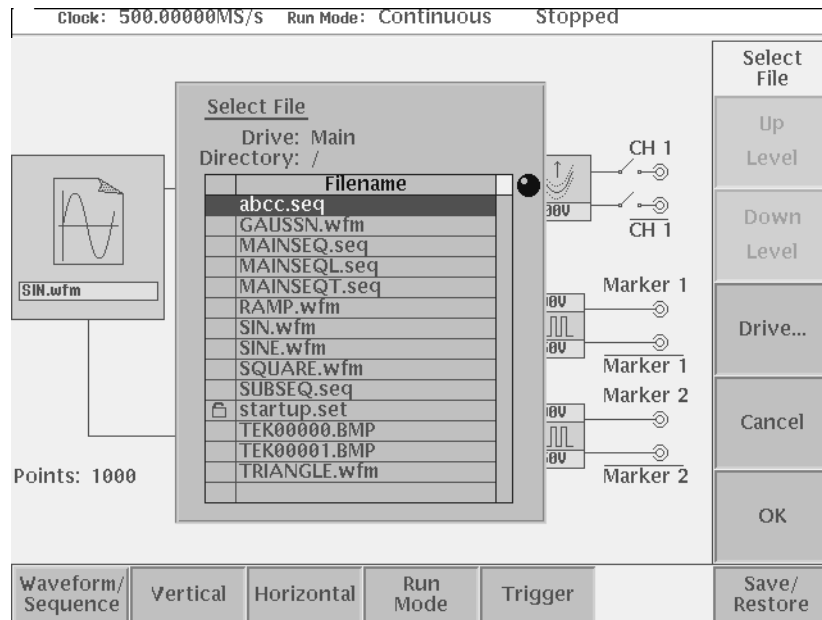 Clock: 500.00000MS/s Run Mode: Continuous Stopped
Select File
Drive: Main
Directory: /
Filename
abcc.seq
GAUSSN.wfm
MAINSEQ.seq
MAINSEQL.seq
MAINSEQT.seq
RAMP.wfm
SIN.wfm
SINE.wfm
SQUARE.wfm
SUBSEQ.seq
startup.set
TEK00000.BMP
TEK00001.BMP
TRIANGLE.wfm
SIN.wfm
Points: 1000
CH 1
CH 1
Marker 1
Marker 1
Marker 2
Marker 2
Select
File
Up
Level
Down
Level
Drive...
Cancel
OK
Waveform/
Sequence
Vertical
Horizontal
Run
Mode
Trigger
Save/
Restore